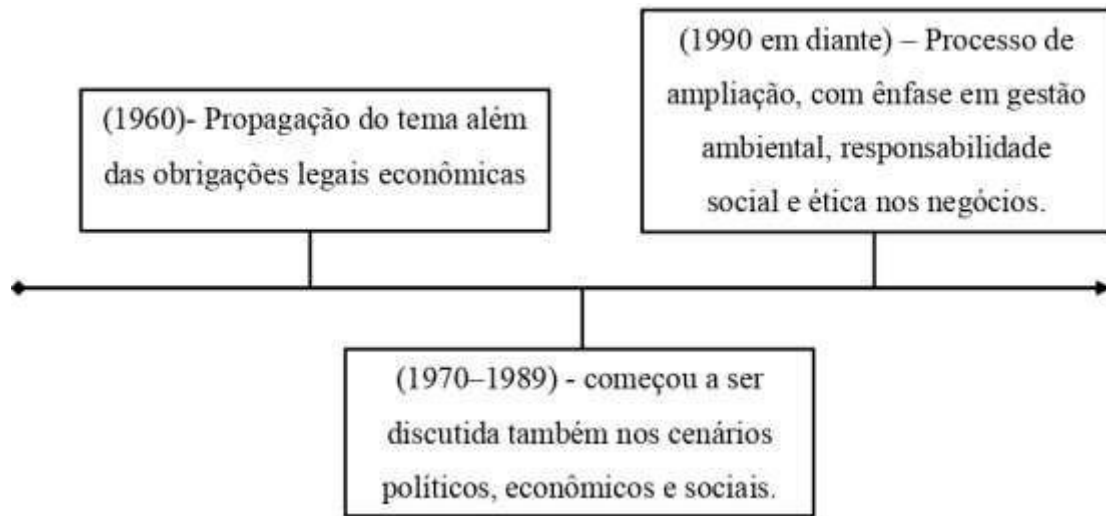 (1960)- Propagação do tema além
das obrigações legais econômicas
(1970–1989) - começou a ser
discutida também nos cenários
políticos, econômicos e sociais.
(1990 em diante) – Processo de
ampliação, com ênfase em gestão
ambiental, responsabilidade
social e ética nos negócios.